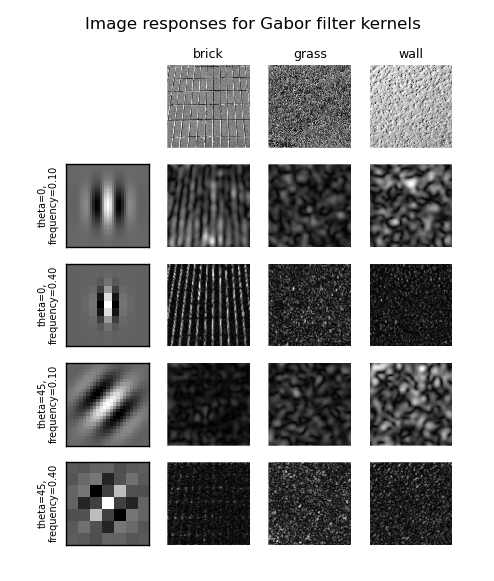 Image responses for Gabor filter kernels
brick
grass
wall
theta=0,
frequency=0.10
theta=0,
frequency=0.40
theta=45,
frequency=0.10
theta=45,
frequency=0.40